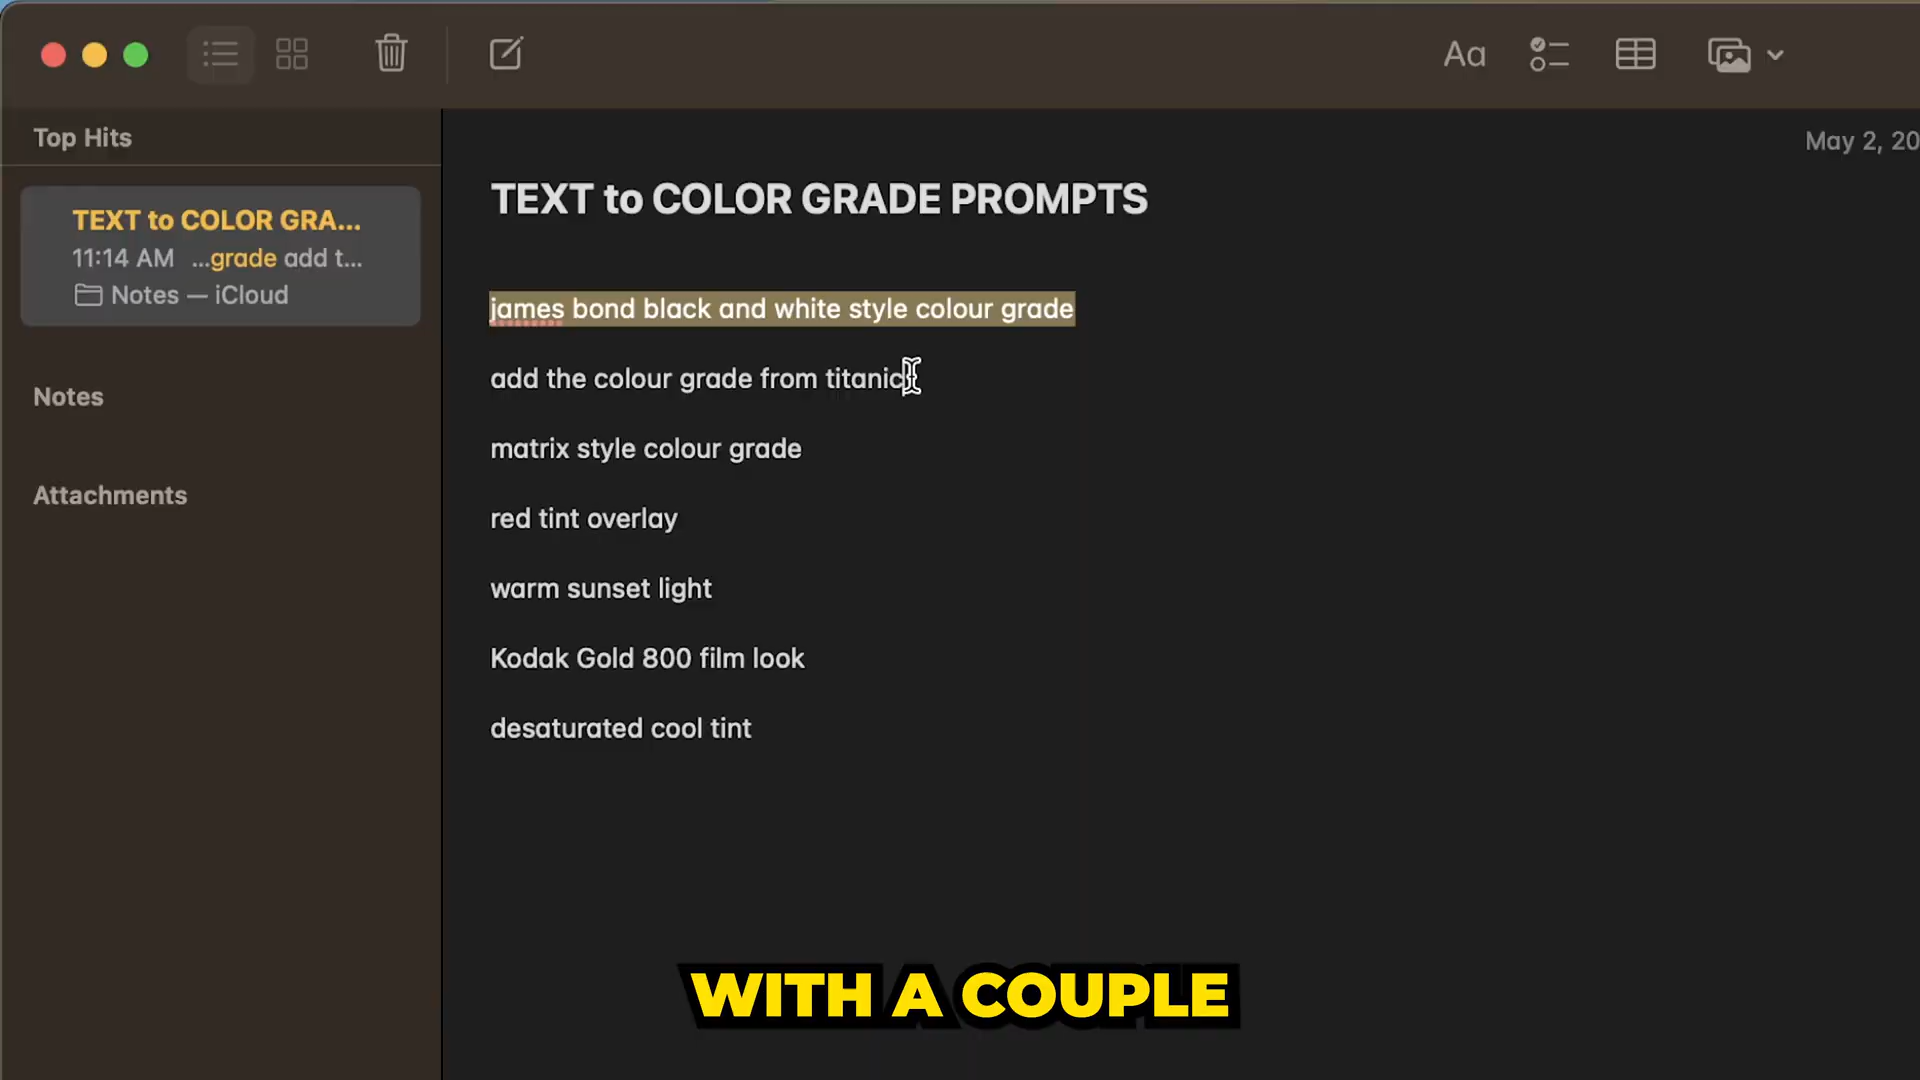 Aa
Top Hits
May 2, 20
TEXT to COLOR GRADE PROMPTS
TEXT to COLOR GRA...
11:14 AM ...grade add t...
Notes — iCloud
james bond black and white style colour grade
add the colour grade from titanic
Notes
matrix style colour grade
Attachments
red tint overlay
warm sunset light
Kodak Gold 800 film look
desaturated cool tint
WITH A COUPLE